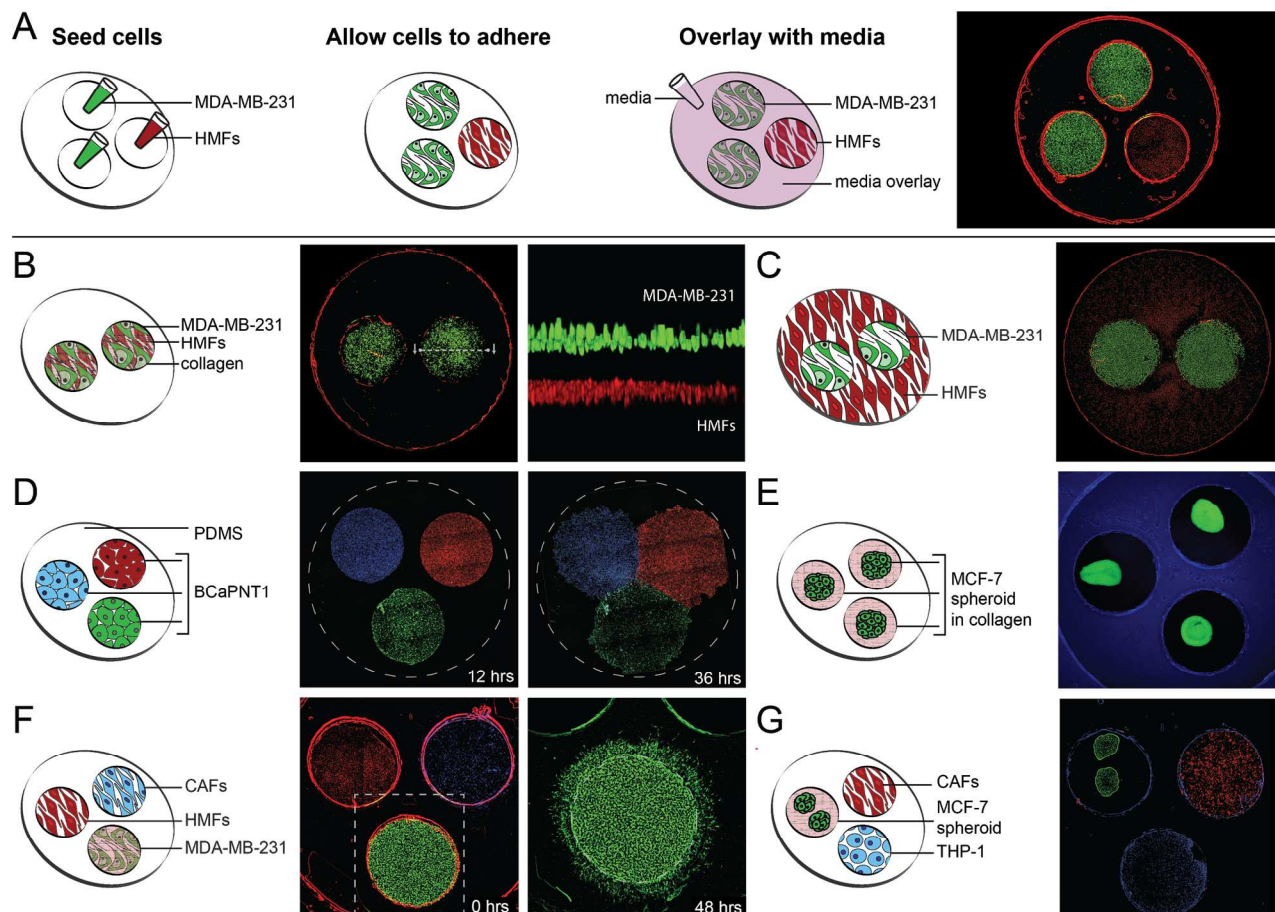 A
Seed cells
Allow cells to adhere
Overlay with media
MDA-MB-231
HMFs
media
MDA-MB-231
HMFs
media overlay
B
MDA-MB-231
HMFs
collagen
MDA-MB-231
HMFs
C
MDA-MB-231
HMFs
D
PDMS
BCaPNT1
12 hrs
36 hrs
E
MCF-7
spheroid
in collagen
F
CAFs
HMFs
MDA-MB-231
0 hrs
48 hrs
G
CAFs
MCF-7
spheroid
THP-1